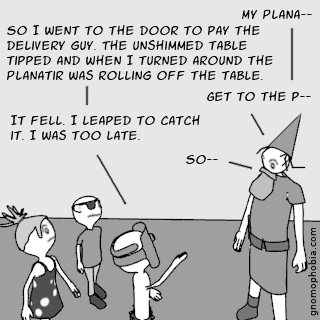 MY PLANA--
SO I WENT TO THE DOOR TO PAY THE
DELIVERY GUY. THE UNSHIMMED TABLE
TIPPED AND WHEN I TURNED AROUND THE
PLANATIR WAS ROLLING OFF THE TABLE.
GET TO THE P--
IT FELL. I LEAPED TO CATCH
IT. I WAS TOO LATE.
SO--
gnomophobia.com